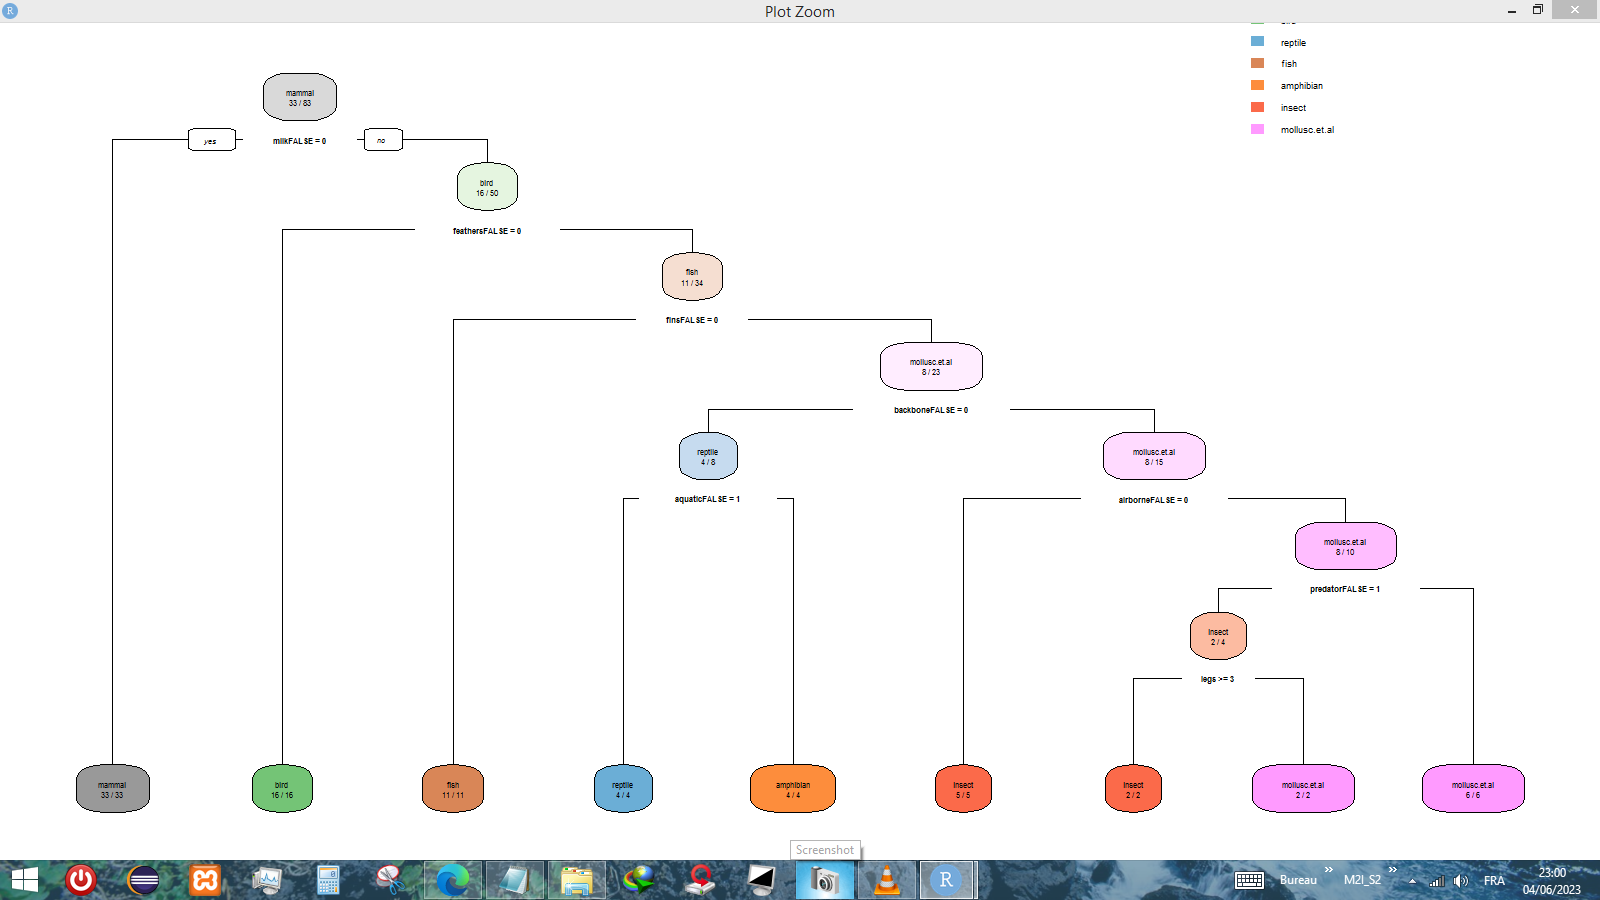 R
Plot Zoom
reptile
fish
amphibian
insect
mollusc.et.al
mammal
33 / 83
yes
milkFALSE = 0
no
bird
16 / 50
feathersFALSE = 0
fish
11 / 34
finsFALSE = 0
mollusc.et.al
8 / 23
backboneFALSE = 0
reptile
4 / 8
mollusc.et.al
8 / 15
aquaticFALSE = 1
airborneFALSE = 0
mollusc.et.al
8 / 10
predatorFALSE = 1
insect
2 / 4
legs >= 3
mammal
33 / 33
bird
16 / 16
fish
11 / 11
reptile
4 / 4
amphibian
4 / 4
insect
5 / 5
insect
2 / 2
mollusc.et.al
2 / 2
mollusc.et.al
6 / 6
Screenshot
R
Bureau
M2I_S2
FRA
23:00
04/06/2023